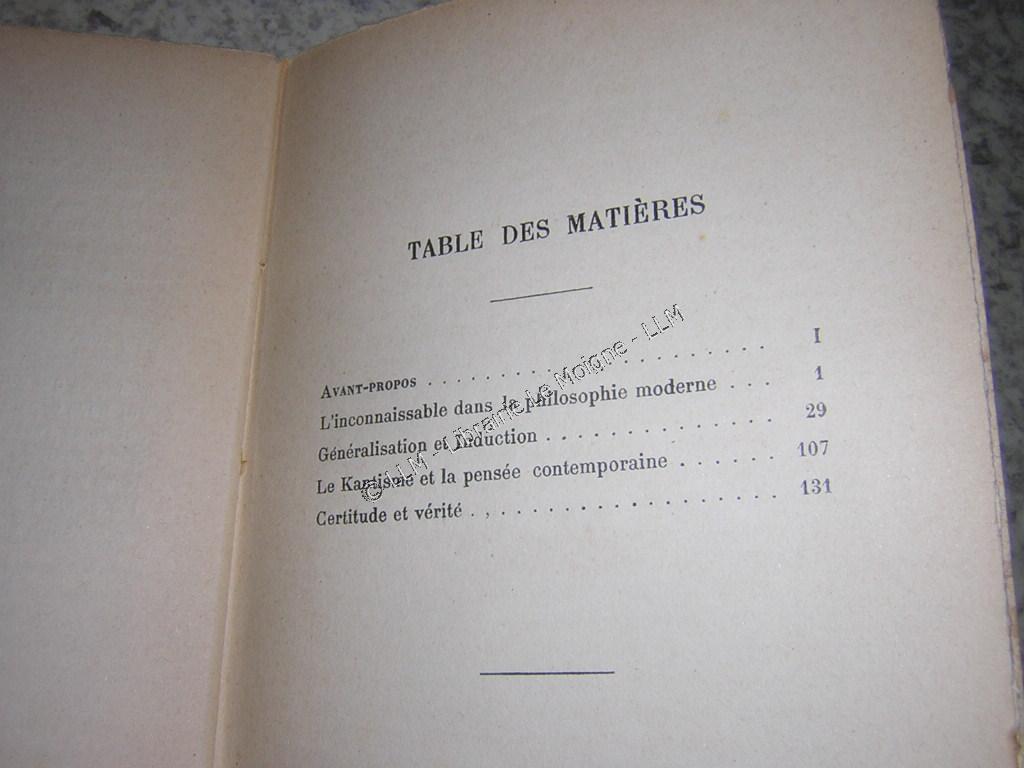 TABLE DES MATIÈRES
AVANT-PROPOS . . . . . . . . . . . . . . . . . . . . I
L'inconnaissable dans la philosophie moderne . . . 1
Généralisation et Induction . . . . . . . . . . . . . . 29
Le Kantisme et la pensée contemporaine . . . . . . 107
Certitude et vérité . . . . . . . . . . . . . . . . . 131
© LLM - Librairie Le Moigne - LLM